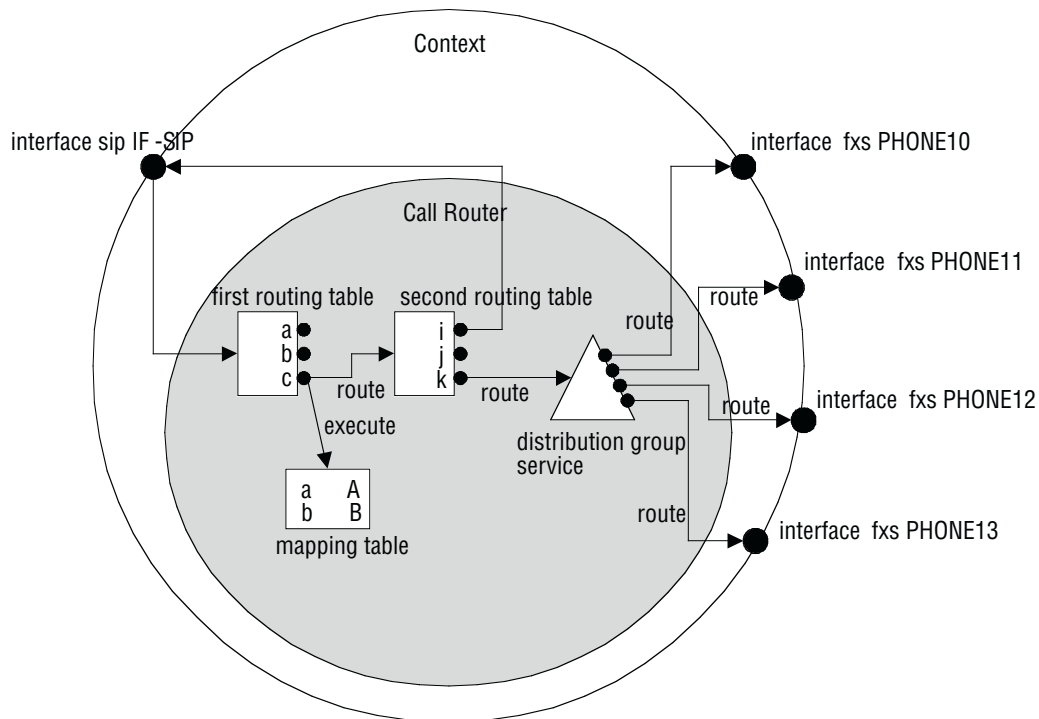 Context
interface sip IF -SIP
interface fxs PHONE10
Call Router
interface fxs PHONE11
first routing table
second routing table
route
route
a
b
c
i
j
k
route
route
route
execute
interface fxs PHONE12
distribution group
service
a A
b B
mapping table
route
interface fxs PHONE13